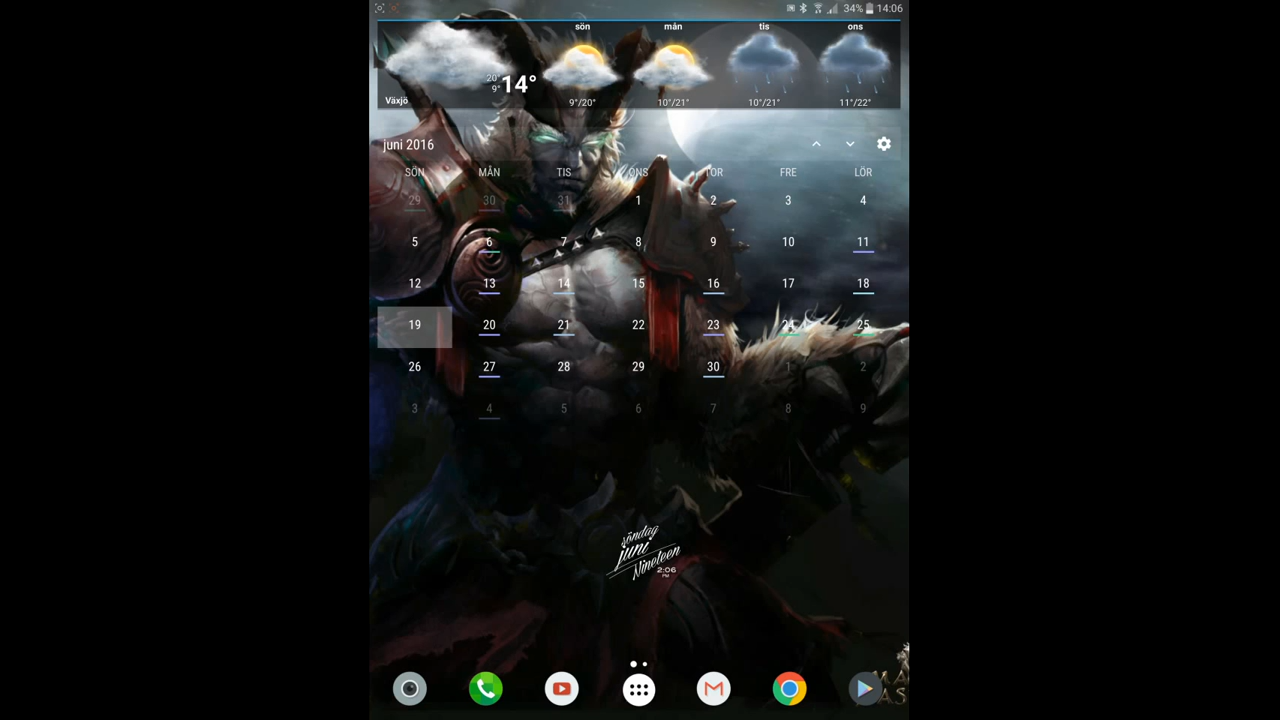 34% 14:06
sön mån tis ons
20°
9° 14°
Växjö 9°/20° 10°/21° 10°/21° 11°/22°
juni 2016
SÖN MÅN TIS ONS TOR FRE LÖR
29 30 31 1 2 3 4
5 6 7 8 9 10 11
12 13 14 15 16 17 18
19 20 21 22 23 24 25
26 27 28 29 30 1 2
3 4 5 6 7 8 9
söndag
juni
Nineteen
2:06
PM